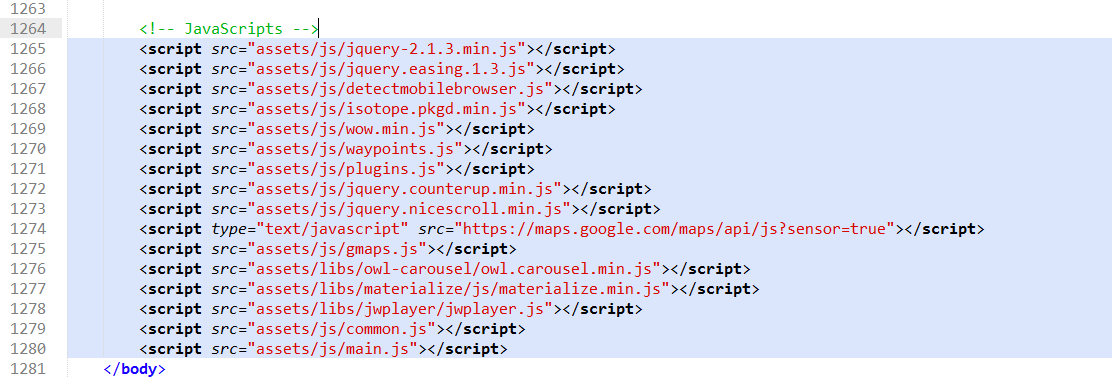 1263
1264 <!-- JavaScripts -->
1265 <script src="assets/js/jquery-2.1.3.min.js"></script>
1266 <script src="assets/js/jquery.easing.1.3.js"></script>
1267 <script src="assets/js/detectmobilebrowser.js"></script>
1268 <script src="assets/js/isotope.pkgd.min.js"></script>
1269 <script src="assets/js/wow.min.js"></script>
1270 <script src="assets/js/waypoints.js"></script>
1271 <script src="assets/js/plugins.js"></script>
1272 <script src="assets/js/jquery.counterup.min.js"></script>
1273 <script src="assets/js/jquery.nicescroll.min.js"></script>
1274 <script type="text/javascript" src="https://maps.google.com/maps/api/js?sensor=true"></script>
1275 <script src="assets/js/gmaps.js"></script>
1276 <script src="assets/libs/owl-carousel/owl.carousel.min.js"></script>
1277 <script src="assets/libs/materialize/js/materialize.min.js"></script>
1278 <script src="assets/libs/jwplayer/jwplayer.js"></script>
1279 <script src="assets/js/common.js"></script>
1280 <script src="assets/js/main.js"></script>
1281 </body>